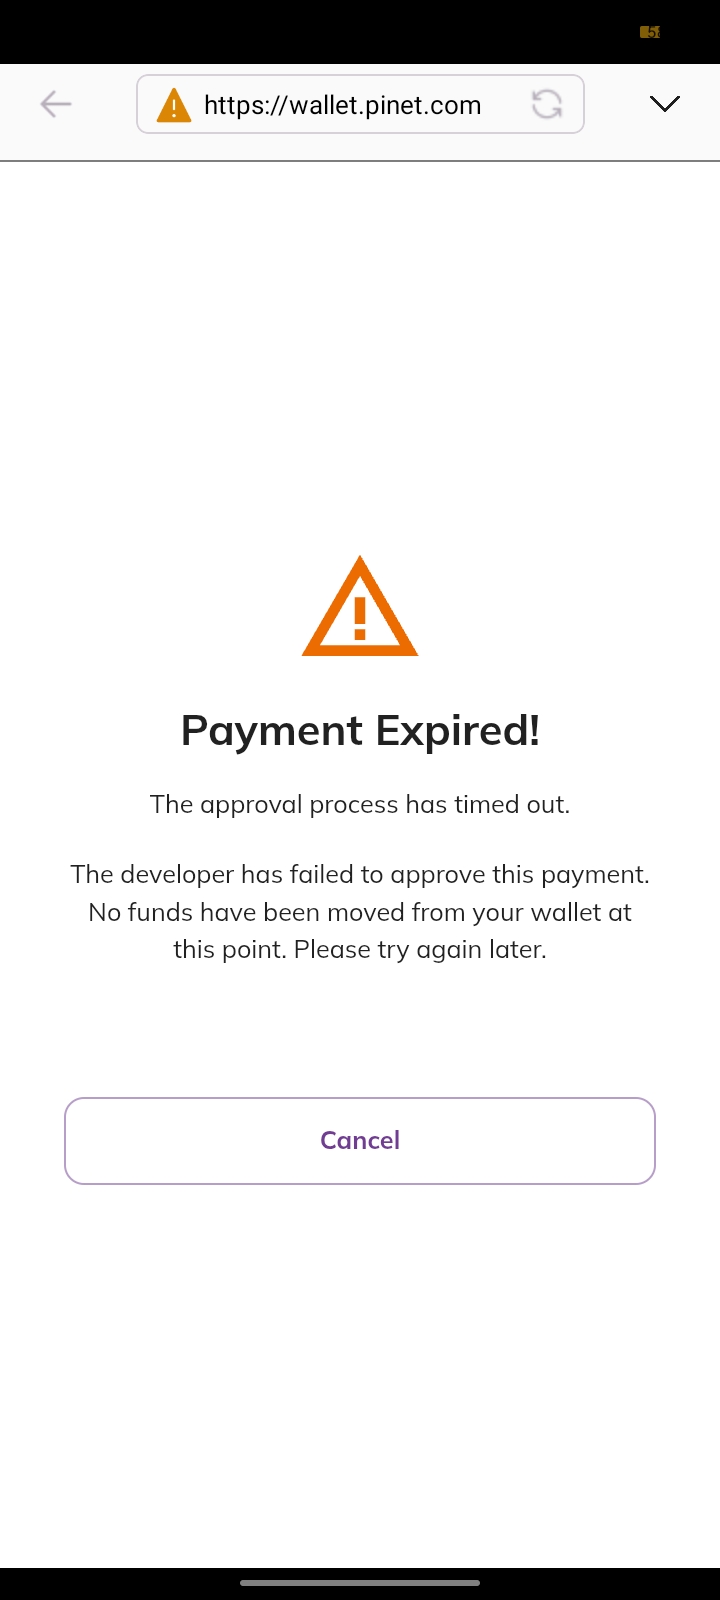 https://wallet.pinet.com
Payment Expired!
The approval process has timed out.
The developer has failed to approve this payment.
No funds have been moved from your wallet at
this point. Please try again later.
Cancel